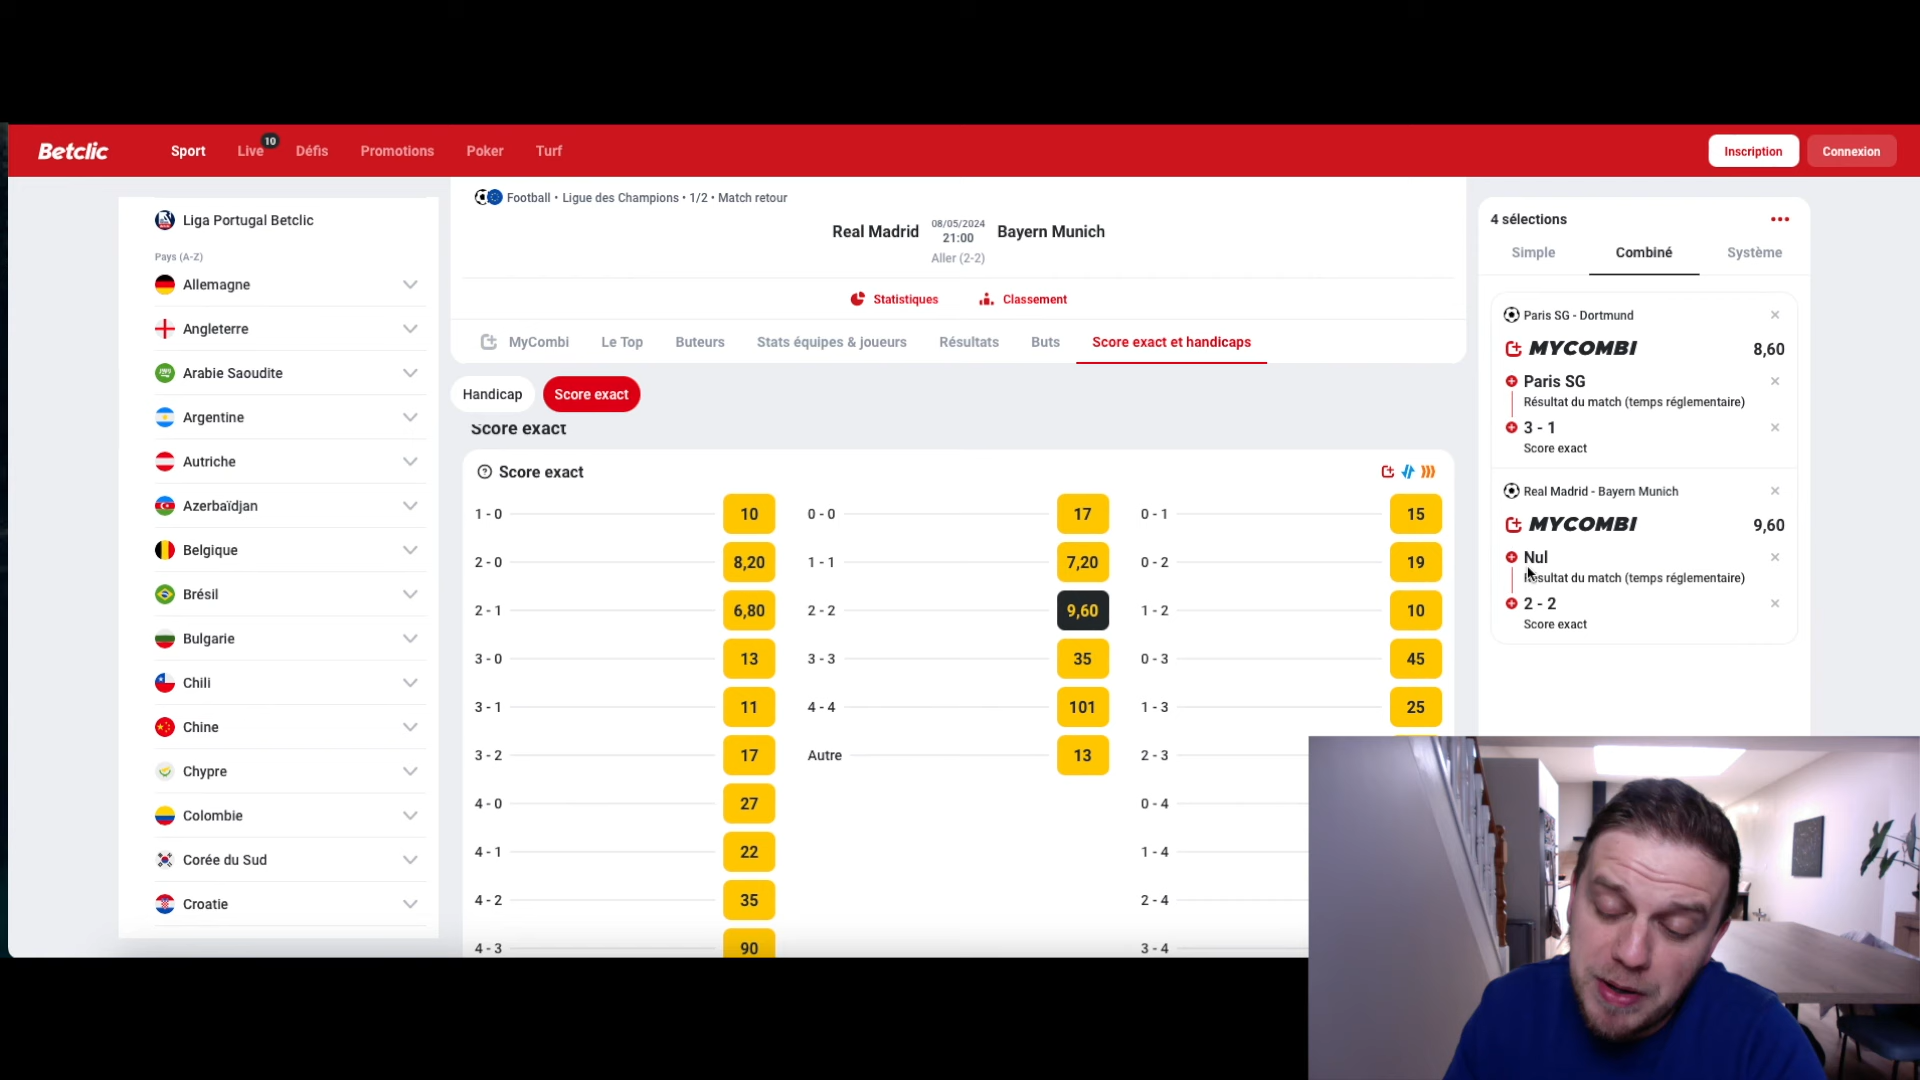 Betclic
Sport
Live
10
Défis
Promotions
Poker
Turf
Inscription
Connexion
Liga Portugal Betclic
Pays (A-Z)
Allemagne
Angleterre
Arabie Saoudite
Argentine
Autriche
Azerbaïdjan
Belgique
Brésil
Bulgarie
Chili
Chine
Chypre
Colombie
Corée du Sud
Croatie
Football • Ligue des Champions • 1/2 • Match retour
Real Madrid
08/05/2024
21:00
Bayern Munich
Aller (2-2)
Statistiques
Classement
MyCombi
Le Top
Buteurs
Stats équipes & joueurs
Résultats
Buts
Score exact et handicaps
Handicap
Score exact
Score exact
Score exact
1 - 0 10 0 - 0 17 0 - 1 15
2 - 0 8,20 1 - 1 7,20 0 - 2 19
2 - 1 6,80 2 - 2 9,60 1 - 2 10
3 - 0 13 3 - 3 35 0 - 3 45
3 - 1 11 4 - 4 101 1 - 3 25
3 - 2 17 Autre 13 2 - 3
4 - 0 27 0 - 4
4 - 1 22 1 - 4
4 - 2 35 2 - 4
4 - 3 90 3 - 4
4 sélections
Simple
Combiné
Système
Paris SG - Dortmund
MYCOMBI 8,60
Paris SG
Résultat du match (temps réglementaire)
3 - 1
Score exact
Real Madrid - Bayern Munich
MYCOMBI 9,60
Nul
Résultat du match (temps réglementaire)
2 - 2
Score exact